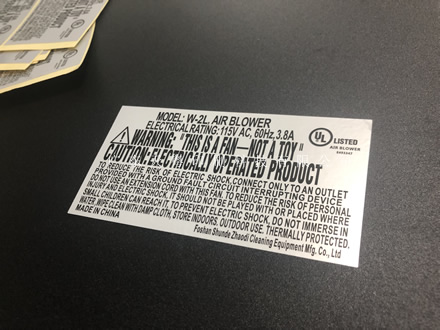 MODEL: W-2L AIR BLOWER
ELECTRICAL RATING: 115V AC, 60Hz, 3.8A
WARNING: "THIS IS A FAN—NOT A TOY"
CAUTION: ELECTRICALLY OPERATED PRODUCT
UL LISTED
AIR BLOWER
TO REDUCE THE RISK OF ELECTRIC SHOCK, CONNECT ONLY TO AN OUTLET
PROVIDED WITH A GROUND FAULT CIRCUIT INTERRUPTING DEVICE
DO NOT USE AN EXTENSION CORD WITH THIS FAN. TO REDUCE THE RISK OF PERSONAL
INJURY AND ELECTRIC SHOCK, IT SHOULD NOT BE PLAYED WITH OR PLACED WHERE
SMALL CHILDREN CAN REACH IT. TO PREVENT ELECTRIC SHOCK, DO NOT IMMERSE IN
WATER, WIPE CLEAN WITH DAMP CLOTH, STORE INDOORS. OUTDOOR USE. THERMALLY PROTECTED.
MADE IN CHINA
Foshan Shunde Zhaodi Cleaning Equipment Mfg. Co., Ltd